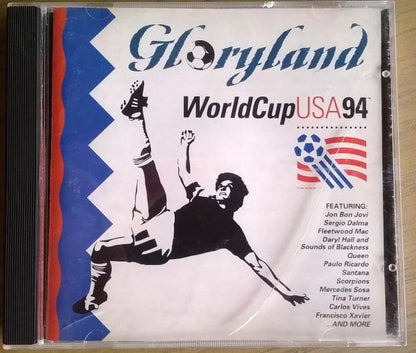 Gloryland
WorldCupUSA94
FEATURING:
Jon Bon Jovi
Sergio Dalma
Fleetwood Mac
Daryl Hall and
Sounds of Blackness
Queen
Paulo Ricardo
Santana
Scorpions
Mercedes Sosa
Tina Turner
Carlos Vives
Francisco Xavier
...AND MORE